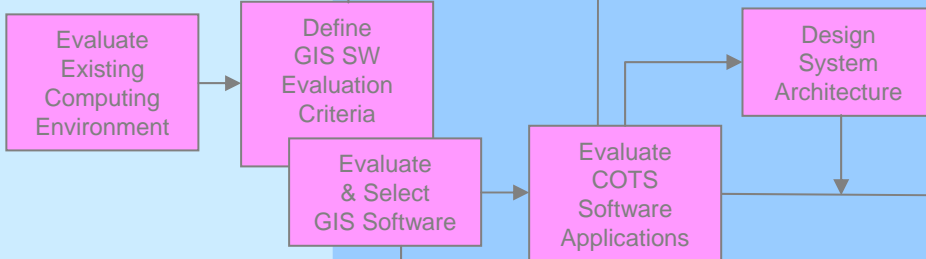 Evaluate
Existing
Computing
Environment
Define
GIS SW
Evaluation
Criteria
Evaluate
& Select
GIS Software
Evaluate
COTS
Software
Applications
Design
System
Architecture